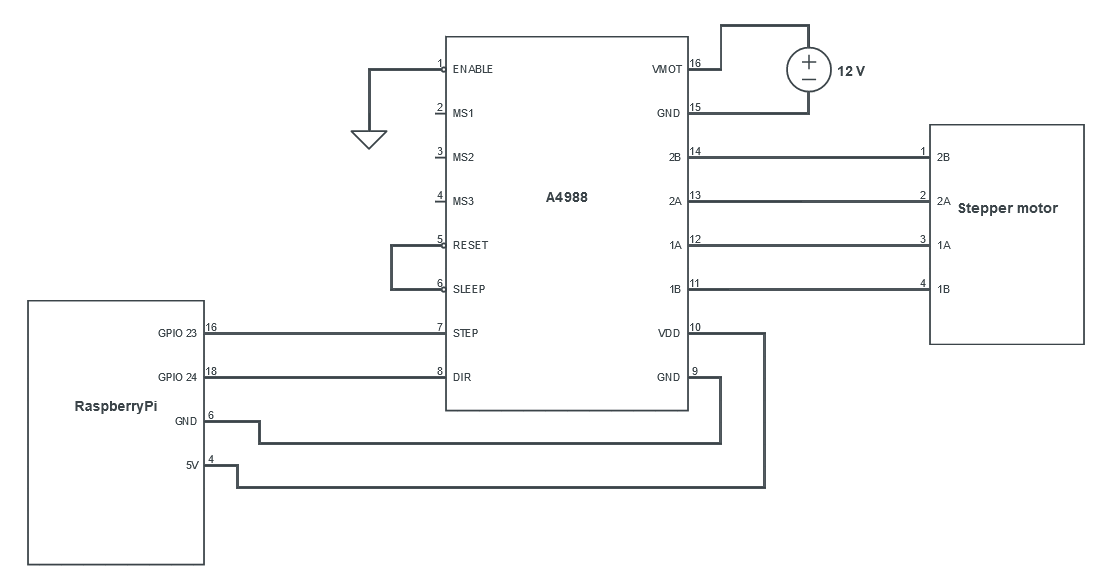 1 ENABLE
2 MS1
3 MS2
4 MS3
5 RESET
6 SLEEP
7 STEP
8 DIR
A4988
VMOT 16
GND 15
2B 14
2A 13
1A 12
1B 11
VDD 10
GND 9
+
−
12 V
1 2B
2 2A
3 1A
4 1B
Stepper motor
GPIO 23 16
GPIO 24 18
RaspberryPi
GND 6
5V 4